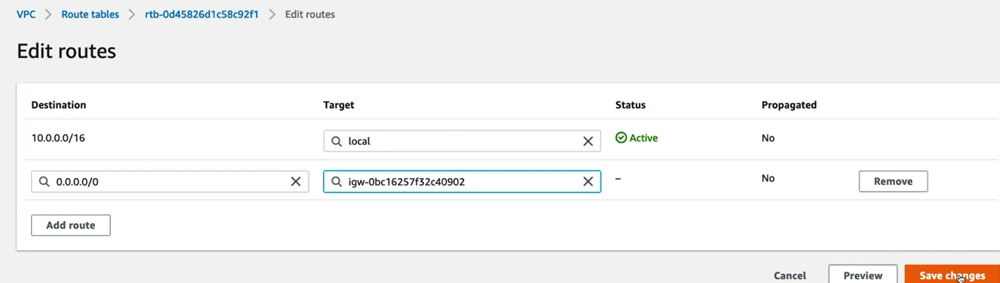 VPC > Route tables > rtb-0d45826d1c58c92f1 > Edit routes
Edit routes
Destination Target Status Propagated
10.0.0.0/16 local Active No
0.0.0.0/0 igw-0bc16257f32c40902 – No Remove
Add route
Cancel Preview Save changes